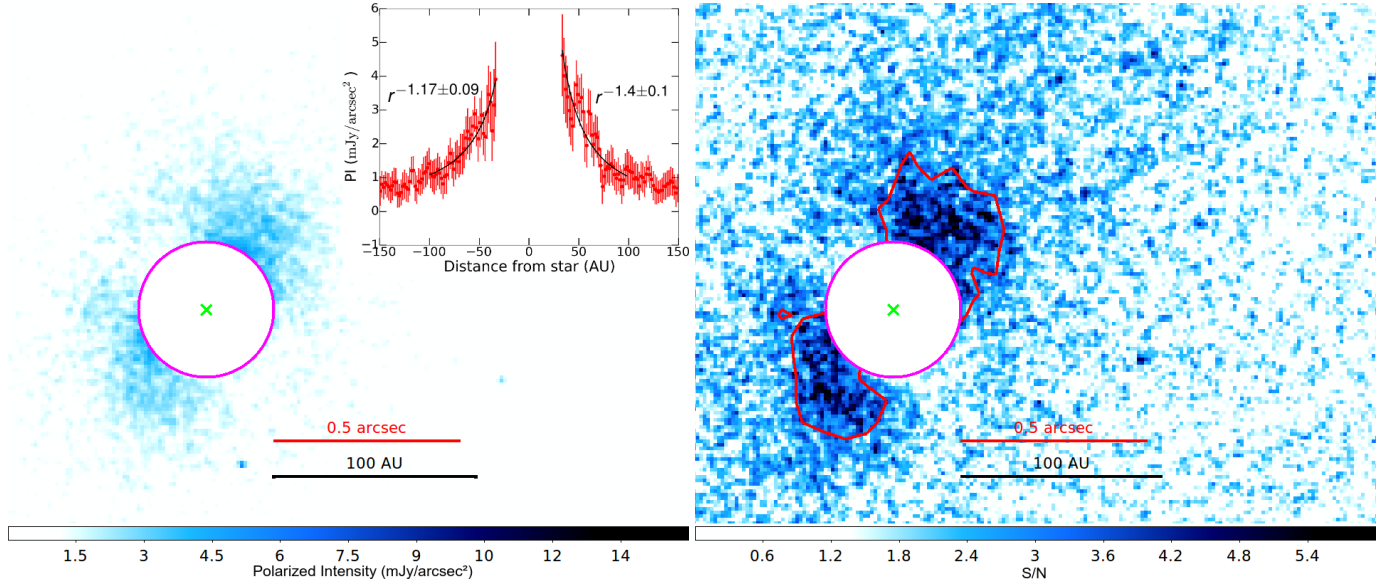 6
5
4
3
2
1
0
−1
PI (mJy/arcsec²)
r−1.17±0.09
r−1.4±0.1
−150 −100 −50 0 50 100 150
Distance from star (AU)
0.5 arcsec
100 AU
1.5 3 4.5 6 7.5 9 10 12 14
Polarized Intensity (mJy/arcsec²)
0.5 arcsec
100 AU
0.6 1.2 1.8 2.4 3 3.6 4.2 4.8 5.4
S/N